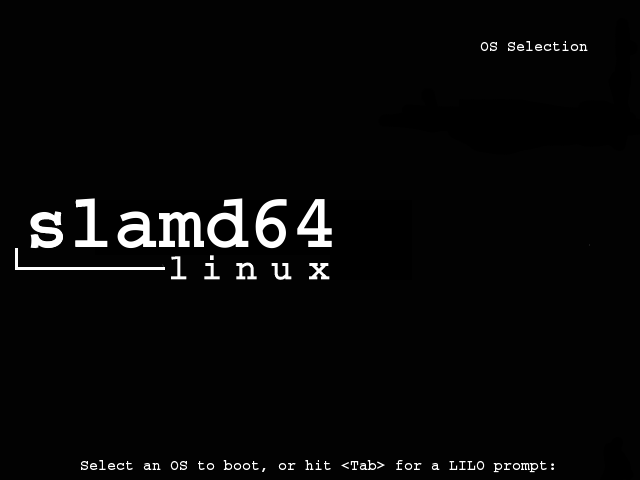 OS Selection
slamd64
linux
Select an OS to boot, or hit <Tab> for a LILO prompt: